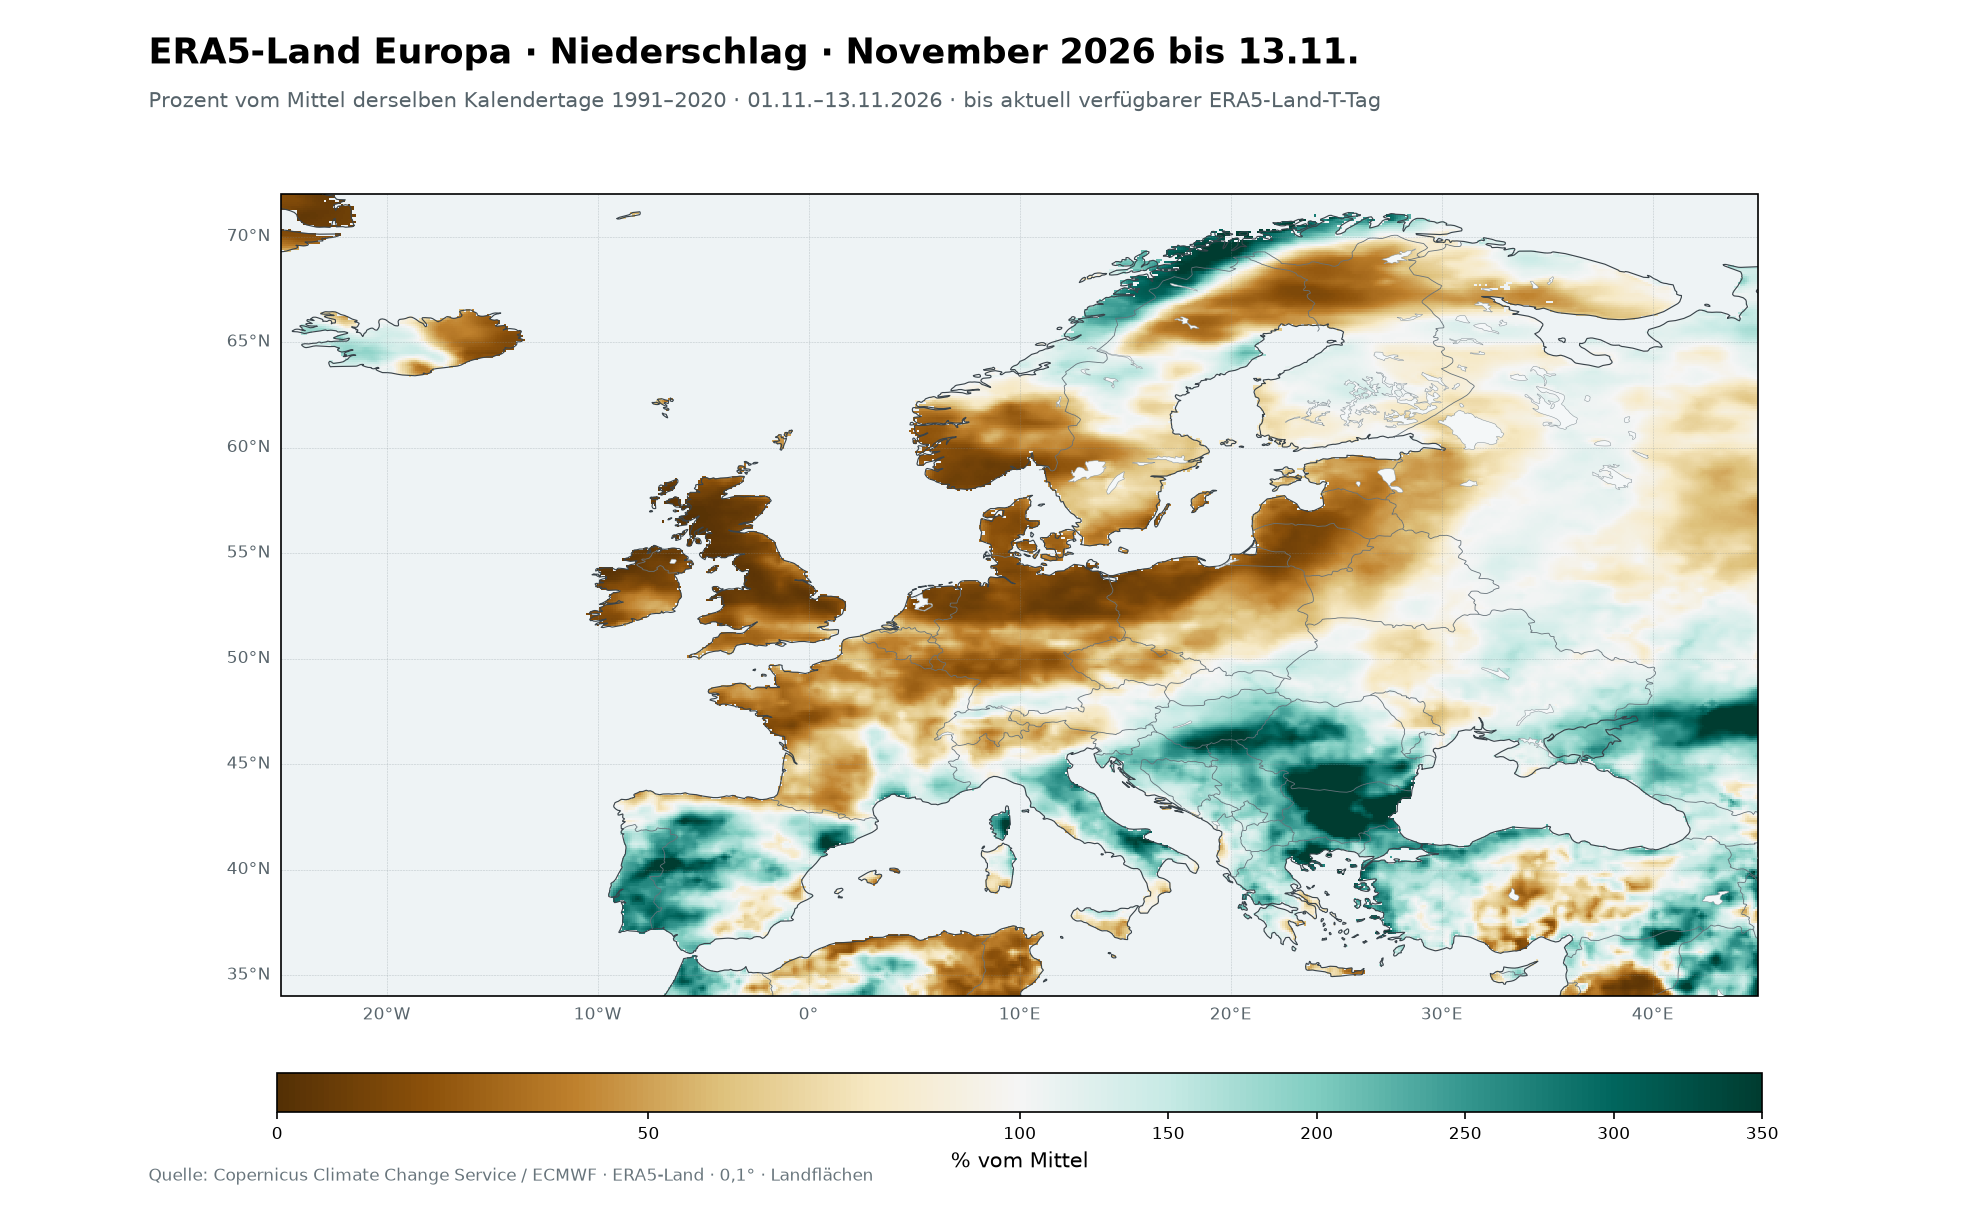 ERA5-Land Europa · Niederschlag · November 2026 bis 13.11.
Prozent vom Mittel derselben Kalendertage 1991–2020 · 01.11.–13.11.2026 · bis aktuell verfügbarer ERA5-Land-T-Tag
70°N
65°N
60°N
55°N
50°N
45°N
40°N
35°N
20°W 10°W 0° 10°E 20°E 30°E 40°E
0 50 100 150 200 250 300 350
% vom Mittel
Quelle: Copernicus Climate Change Service / ECMWF · ERA5-Land · 0,1° · Landflächen